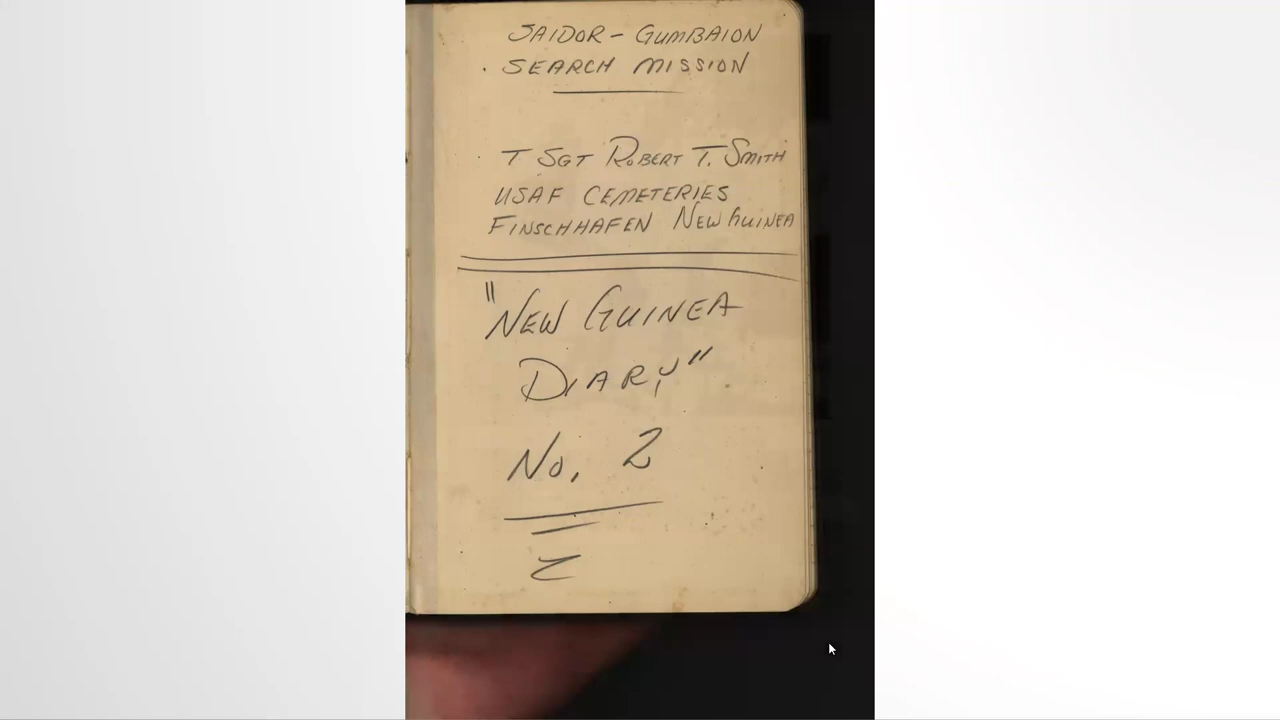 SAIDOR - GUMBAION
SEARCH MISSION
T SGT ROBERT T. SMITH
USAF CEMETERIES
FINSCHHAFEN NEW GUINEA
"NEW GUINEA
DIARY"
No. 2